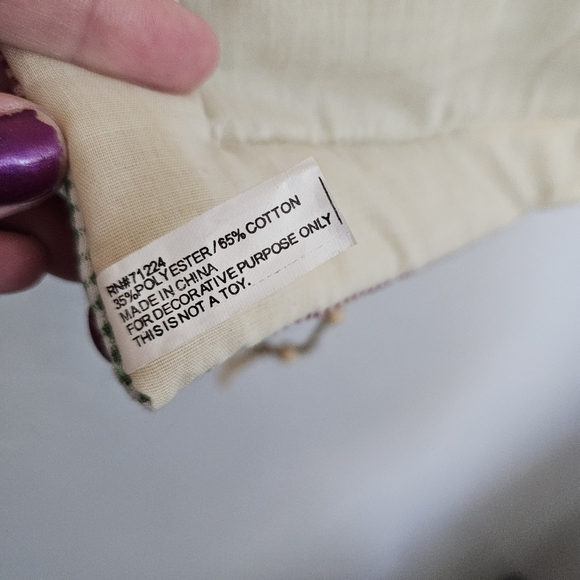 RN#71224
35%POLYESTER/65% COTTON
MADE IN CHINA
FOR DECORATIVE PURPOSE ONLY
THIS IS NOT A TOY.